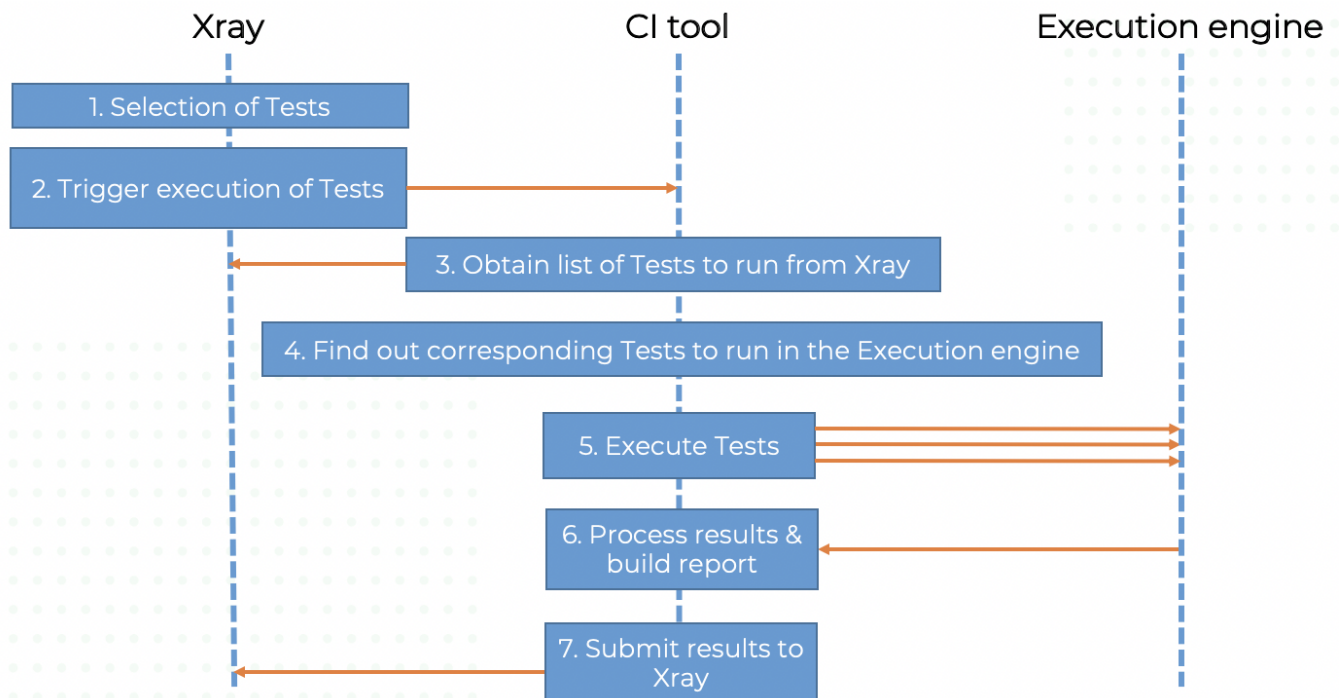 Xray
CI tool
Execution engine
1. Selection of Tests
2. Trigger execution of Tests
3. Obtain list of Tests to run from Xray
4. Find out corresponding Tests to run in the Execution engine
5. Execute Tests
6. Process results &
build report
7. Submit results to
Xray